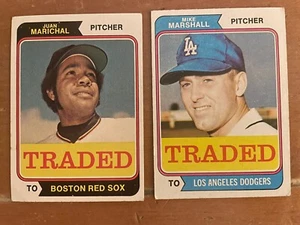 JUAN
MARICHAL
PITCHER
TRADED
TO
BOSTON RED SOX
MIKE
MARSHALL
PITCHER
LA
TRADED
TO
LOS ANGELES DODGERS